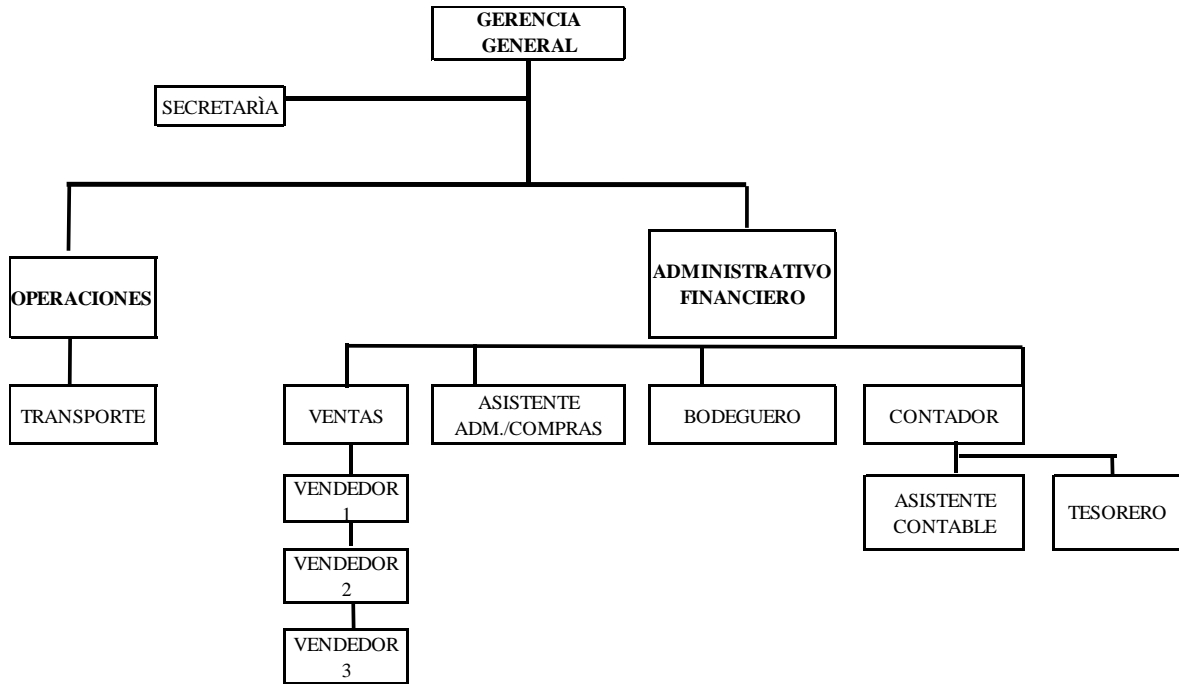 GERENCIA
GENERAL
SECRETARÌA
OPERACIONES
ADMINISTRATIVO
FINANCIERO
TRANSPORTE
VENTAS
ASISTENTE
ADM./COMPRAS
BODEGUERO
CONTADOR
VENDEDOR
1
ASISTENTE
CONTABLE
TESORERO
VENDEDOR
2
VENDEDOR
3